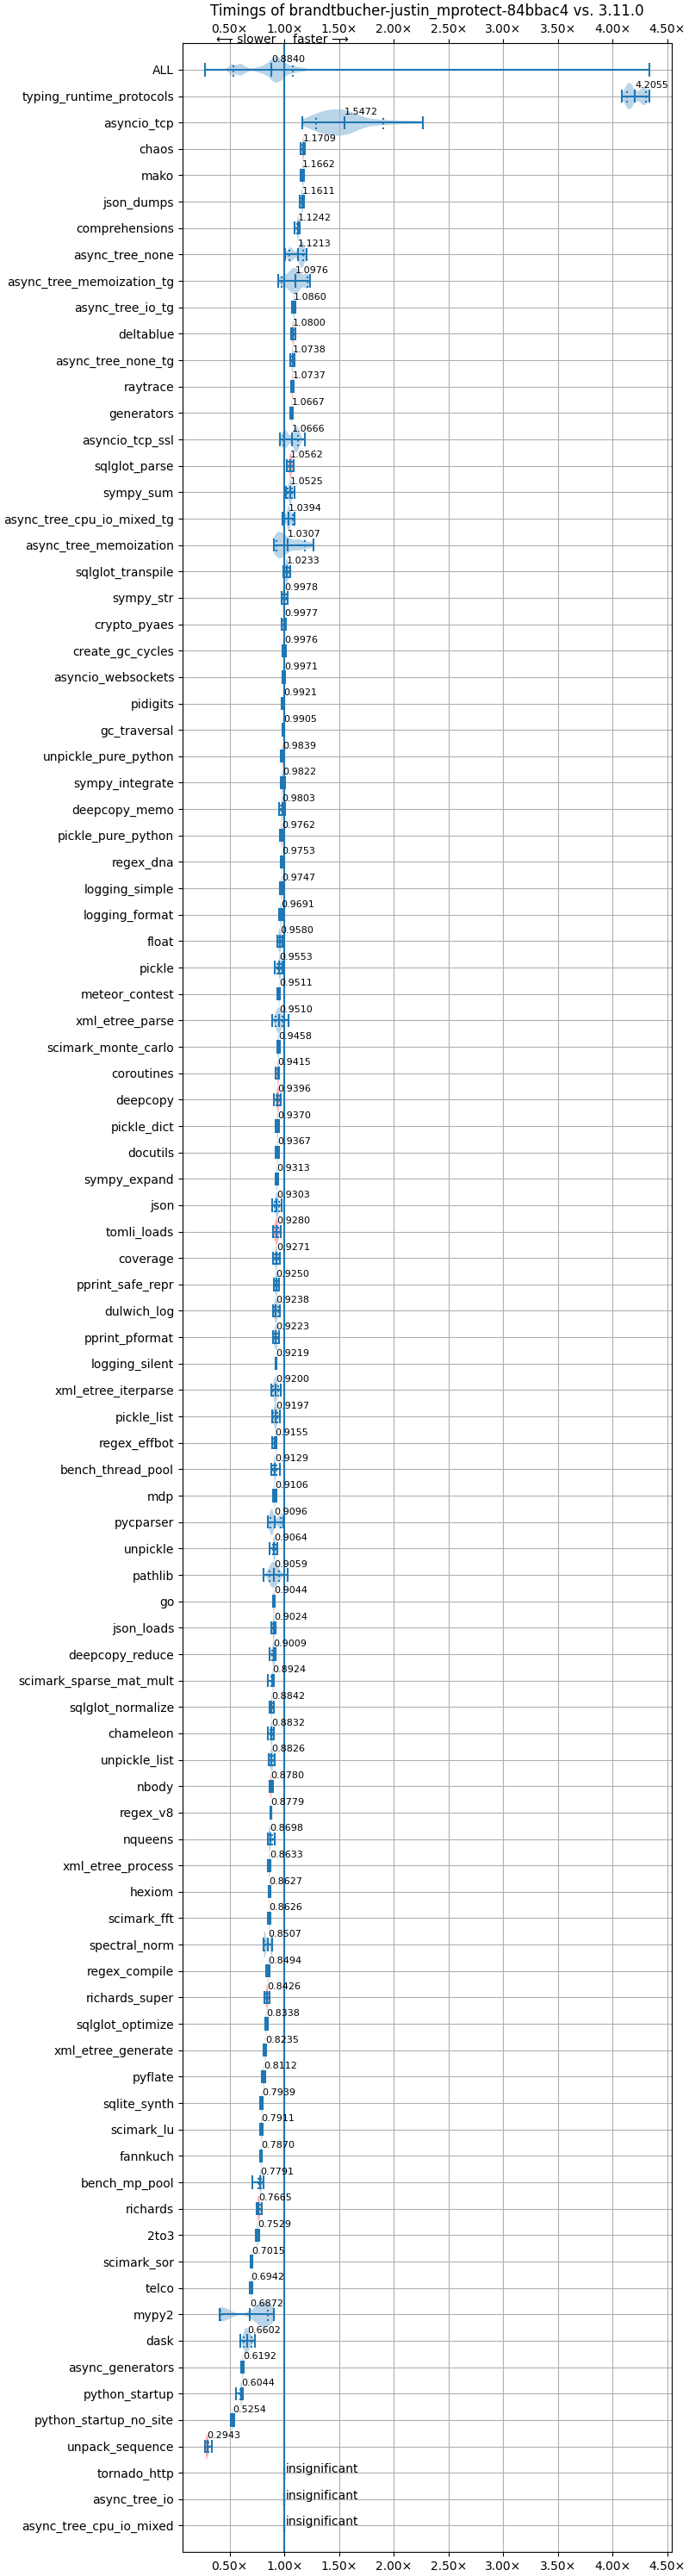 Timings of brandtbucher-justin_mprotect-84bbac4 vs. 3.11.0
0.50× 1.00× 1.50× 2.00× 2.50× 3.00× 3.50× 4.00× 4.50×
⟵ slower faster ⟶
ALL 0.8840
typing_runtime_protocols 4.2055
asyncio_tcp 1.5472
chaos 1.1709
mako 1.1662
json_dumps 1.1611
comprehensions 1.1242
async_tree_none 1.1213
async_tree_memoization_tg 1.0976
async_tree_io_tg 1.0860
deltablue 1.0800
async_tree_none_tg 1.0738
raytrace 1.0737
generators 1.0667
asyncio_tcp_ssl 1.0666
sqlglot_parse 1.0562
sympy_sum 1.0525
async_tree_cpu_io_mixed_tg 1.0394
async_tree_memoization 1.0307
sqlglot_transpile 1.0233
sympy_str 0.9978
crypto_pyaes 0.9977
create_gc_cycles 0.9976
asyncio_websockets 0.9971
pidigits 0.9921
gc_traversal 0.9905
unpickle_pure_python 0.9839
sympy_integrate 0.9822
deepcopy_memo 0.9803
pickle_pure_python 0.9762
regex_dna 0.9753
logging_simple 0.9747
logging_format 0.9691
float 0.9580
pickle 0.9553
meteor_contest 0.9511
xml_etree_parse 0.9510
scimark_monte_carlo 0.9458
coroutines 0.9415
deepcopy 0.9396
pickle_dict 0.9370
docutils 0.9367
sympy_expand 0.9313
json 0.9303
tomli_loads 0.9280
coverage 0.9271
pprint_safe_repr 0.9250
dulwich_log 0.9238
pprint_pformat 0.9223
logging_silent 0.9219
xml_etree_iterparse 0.9200
pickle_list 0.9197
regex_effbot 0.9155
bench_thread_pool 0.9129
mdp 0.9106
pycparser 0.9096
unpickle 0.9064
pathlib 0.9059
go 0.9044
json_loads 0.9024
deepcopy_reduce 0.9009
scimark_sparse_mat_mult 0.8924
sqlglot_normalize 0.8842
chameleon 0.8832
unpickle_list 0.8826
nbody 0.8780
regex_v8 0.8779
nqueens 0.8698
xml_etree_process 0.8633
hexiom 0.8627
scimark_fft 0.8626
spectral_norm 0.8507
regex_compile 0.8494
richards_super 0.8426
sqlglot_optimize 0.8338
xml_etree_generate 0.8235
pyflate 0.8112
sqlite_synth 0.7939
scimark_lu 0.7911
fannkuch 0.7870
bench_mp_pool 0.7791
richards 0.7665
2to3 0.7529
scimark_sor 0.7015
telco 0.6942
mypy2 0.6872
dask 0.6602
async_generators 0.6192
python_startup 0.6044
python_startup_no_site 0.5254
unpack_sequence 0.2943
tornado_http insignificant
async_tree_io insignificant
async_tree_cpu_io_mixed insignificant
0.50× 1.00× 1.50× 2.00× 2.50× 3.00× 3.50× 4.00× 4.50×